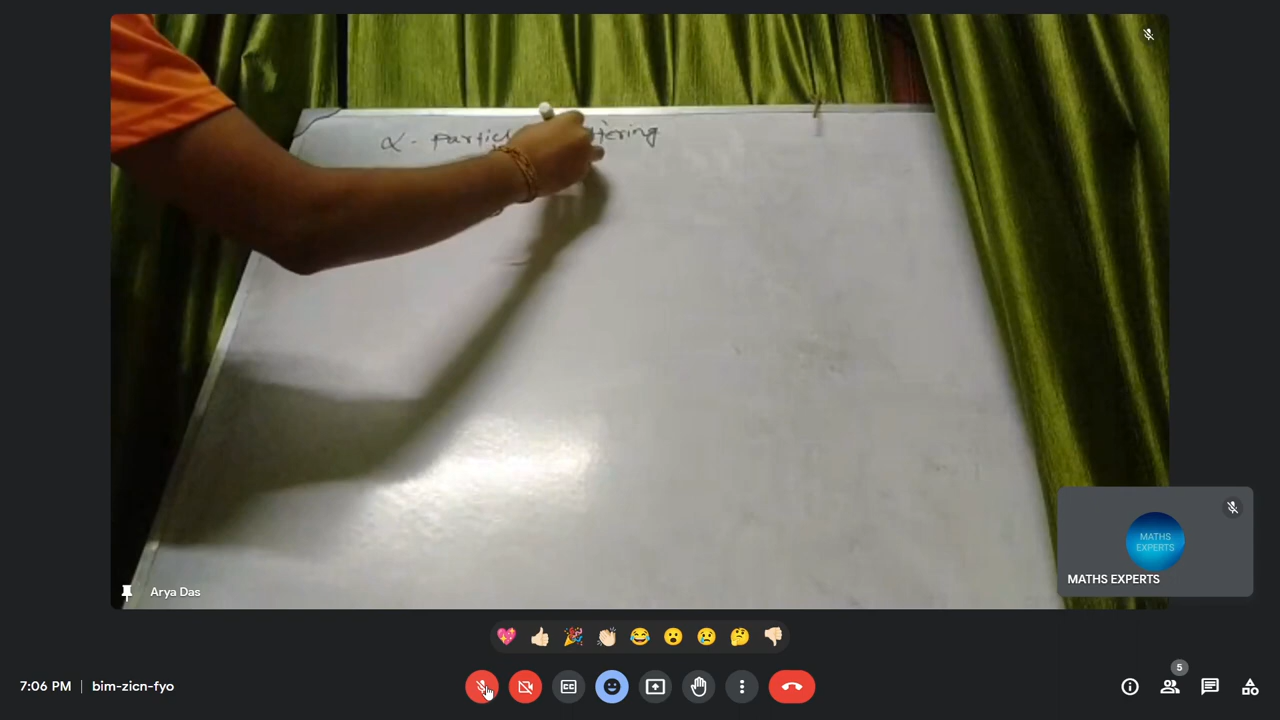 α - Partic ttering
Arya Das
MATHS
EXPERTS
MATHS EXPERTS
7:06 PM | bim-zicn-fyo
5